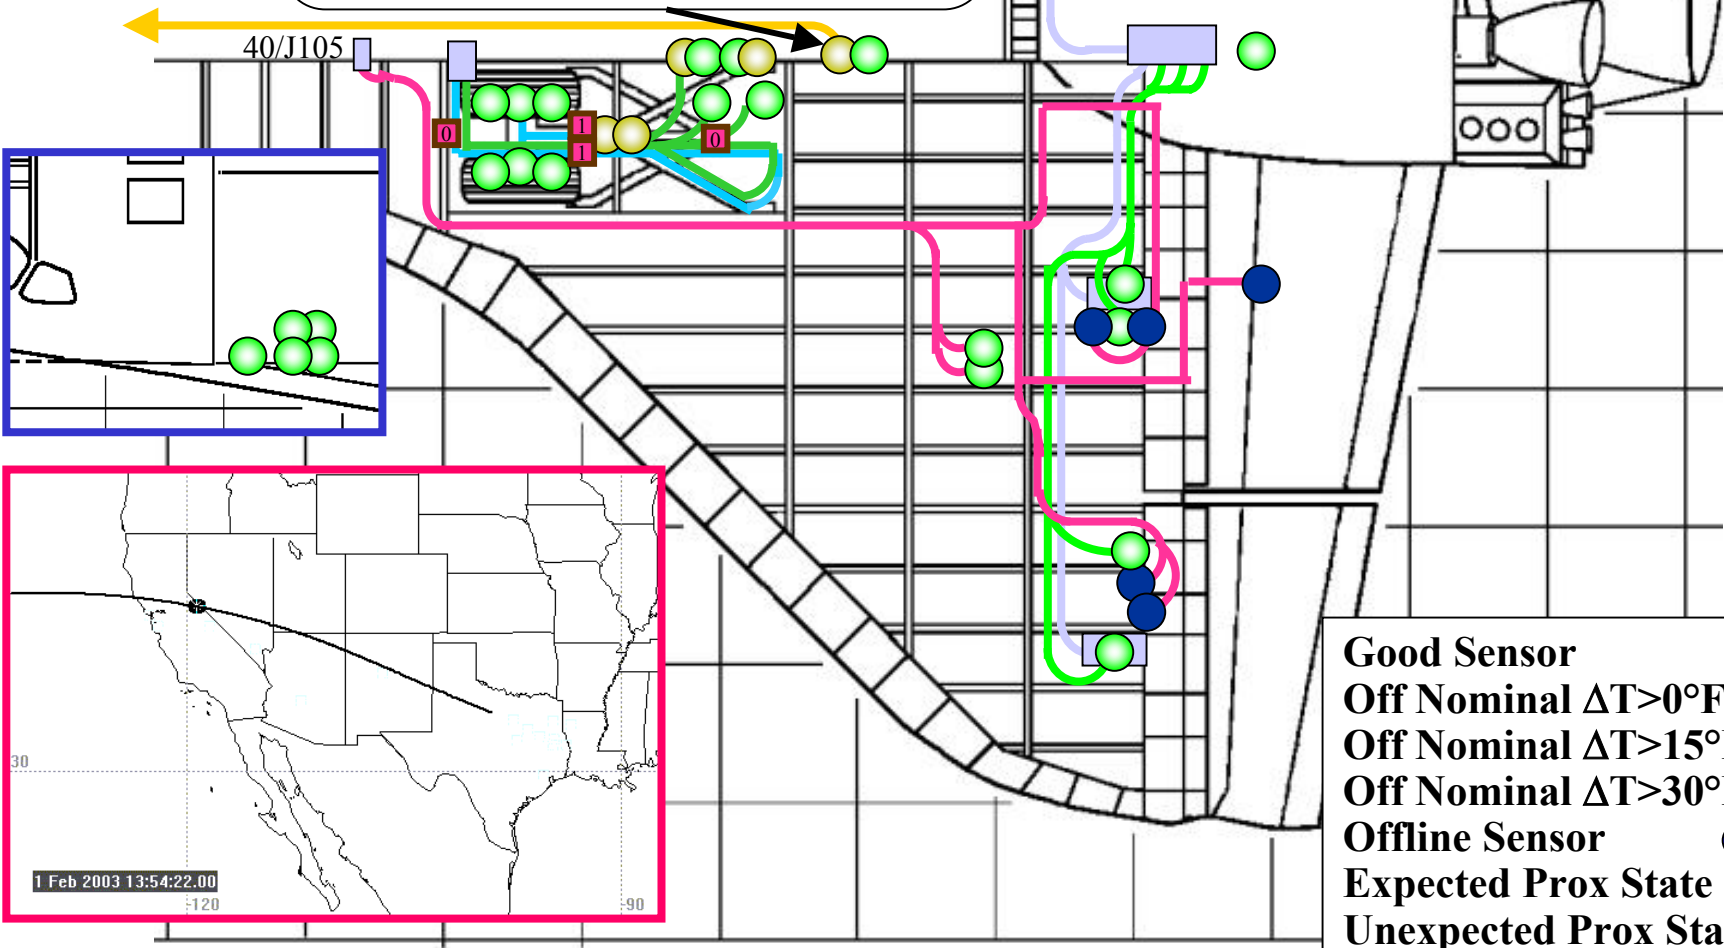 40/J105
0
1
1
0
30
1 Feb 2003 13:54:22.00
-120
-90
Good Sensor
Off Nominal ΔT>0°F
Off Nominal ΔT>15°
Off Nominal ΔT>30°
Offline Sensor
Expected Prox State
Unexpected Prox Sta